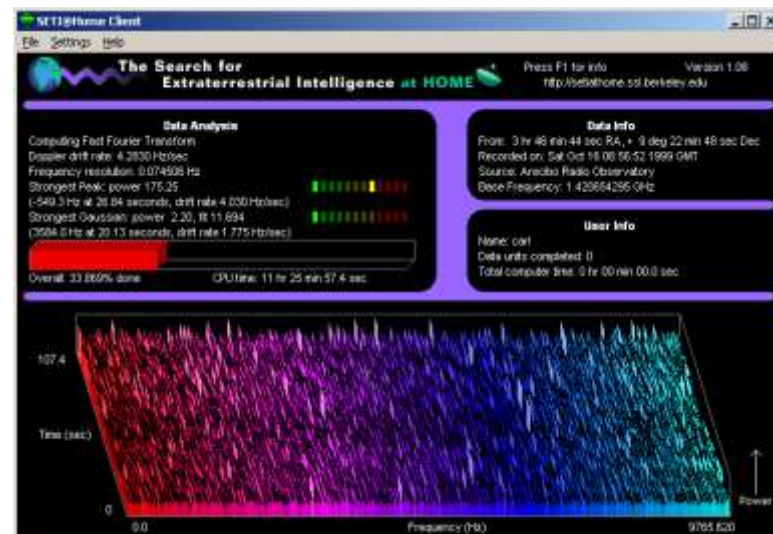 SETI@Home Client
File Settings Help
The Search for
Extraterrestrial Intelligence at HOME
Press F1 for info
Version 1.06
http://setiathome.ssl.berkeley.edu
Data Analysis
Computing Fast Fourier Transform
Doppler drift rate: 4.2830 Hz/sec
Frequency resolution: 0.074506 Hz
Strongest Peak: power 175.25
(-549.3 Hz at 26.84 seconds, drift rate 4.030 Hz/sec)
Strongest Gaussian: power 2.20, fit 11.694
(3584.0 Hz at 20.13 seconds, drift rate 1.775 Hz/sec)
Overall: 33.869% done
CPU time: 11 hr 25 min 57.4 sec
Data Info
From: 3 hr 46 min 44 sec RA, + 9 deg 22 min 48 sec Dec
Recorded on: Sat Oct 16 06:56:52 1999 GMT
Source: Arecibo Radio Observatory
Base Frequency: 1.420654295 GHz
User Info
Name: carl
Data units completed: 0
Total computer time: 0 hr 00 min 00.0 sec
107.4
Time (sec)
0
0.0
Frequency (Hz)
9765.620
Power